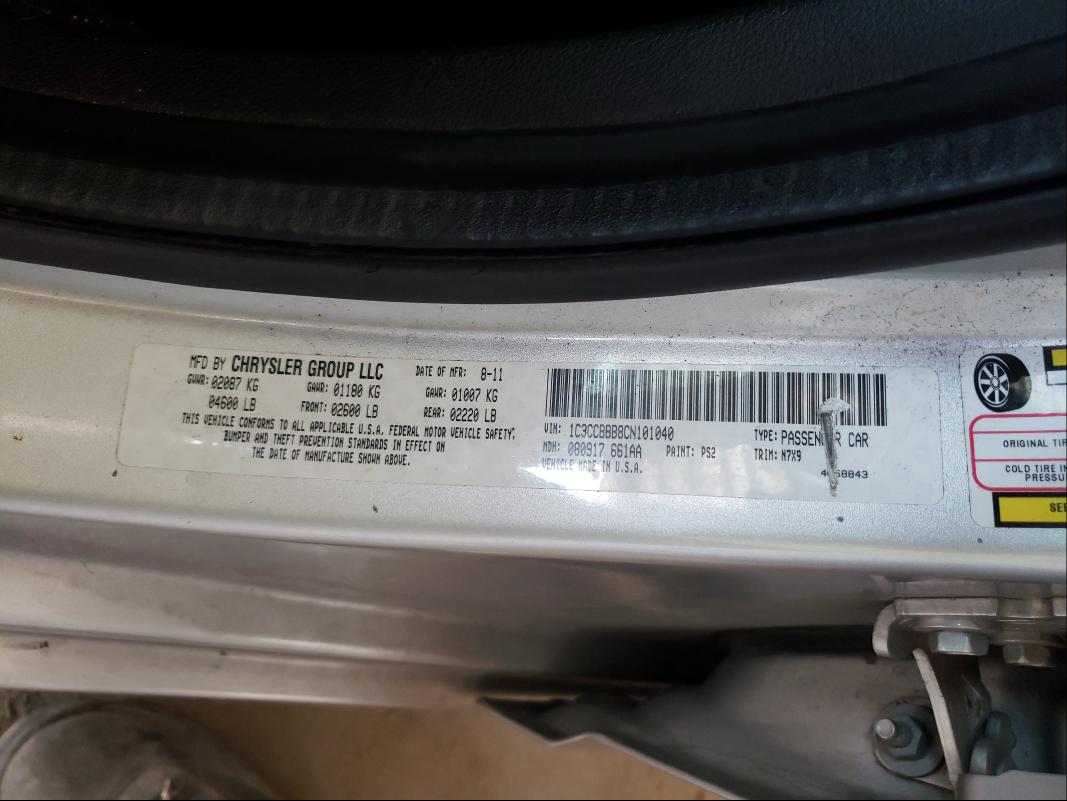 MFD BY CHRYSLER GROUP LLC DATE OF MFR: 8-11
GVWR: 02087 KG GAWR: 01180 KG GAWR: 01007 KG
04600 LB FRONT: 02600 LB REAR: 02220 LB
THIS VEHICLE CONFORMS TO ALL APPLICABLE U.S.A. FEDERAL MOTOR VEHICLE SAFETY,
BUMPER AND THEFT PREVENTION STANDARDS IN EFFECT ON
THE DATE OF MANUFACTURE SHOWN ABOVE.
VIN: 1C3CCBBB8CN101040 TYPE: PASSENGER CAR
MDH: 080917 661AA PAINT: PS2 TRIM: N7X9
VEHICLE MADE IN U.S.A.
ORIGINAL TIR
COLD TIRE IN
PRESSU
SEE